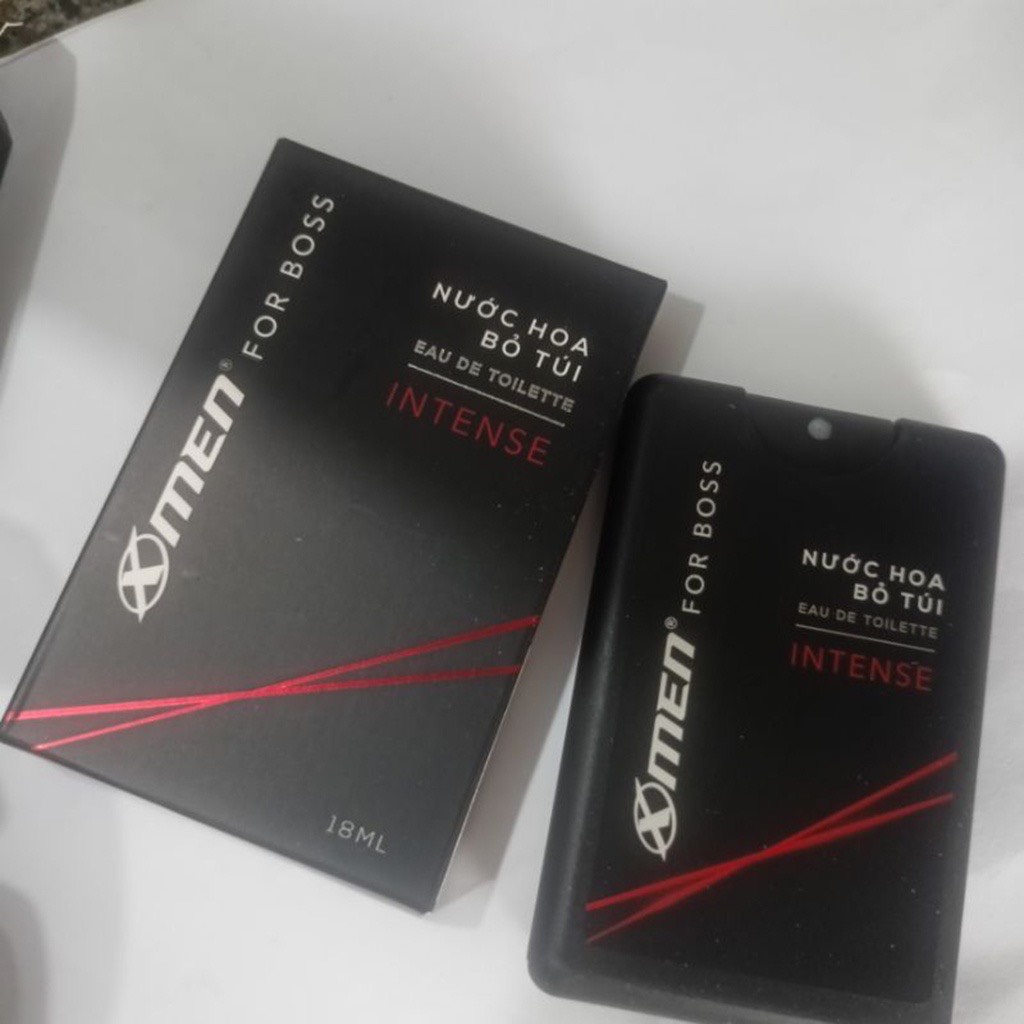 Xmen® FOR BOSS
NƯỚC HOA
BỎ TÚI
EAU DE TOILETTE
INTENSE
18ML
Xmen® FOR BOSS
NƯỚC HOA
BỎ TÚI
EAU DE TOILETTE
INTENSE